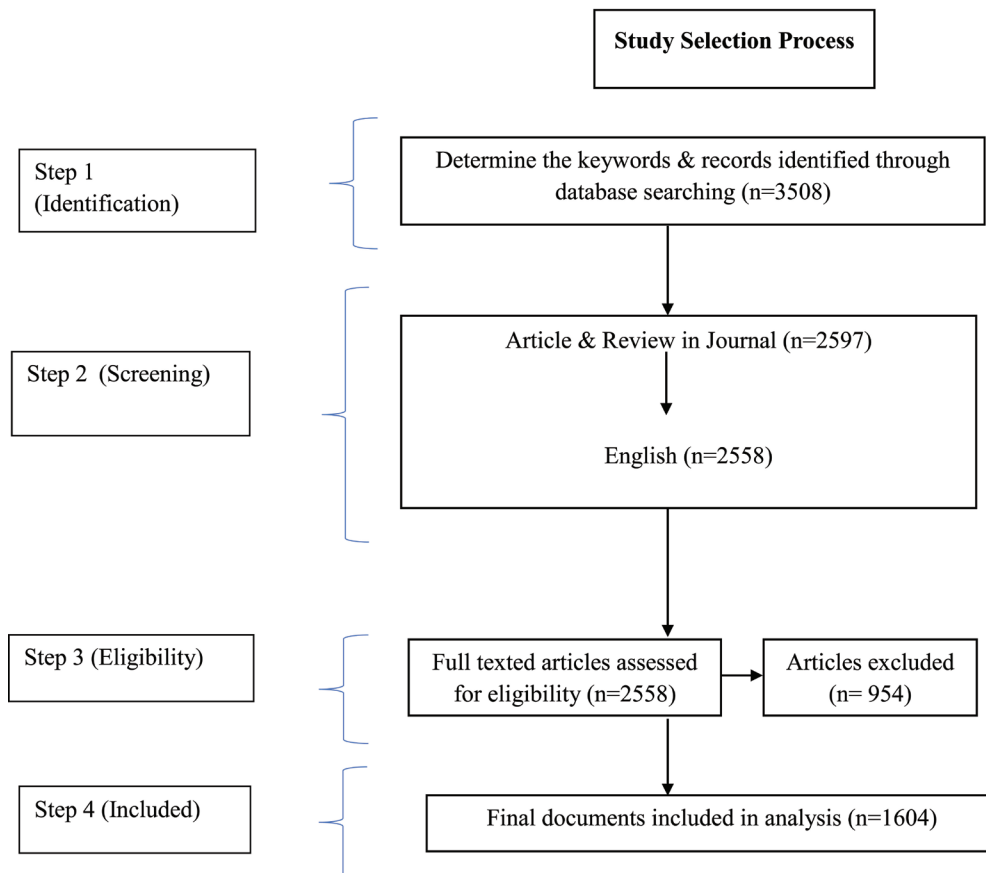 Study Selection Process
Step 1
(Identification)
Determine the keywords & records identified through
database searching (n=3508)
Step 2 (Screening)
Article & Review in Journal (n=2597)
English (n=2558)
Step 3 (Eligibility)
Full texted articles assessed
for eligibility (n=2558)
Articles excluded
(n= 954)
Step 4 (Included)
Final documents included in analysis (n=1604)